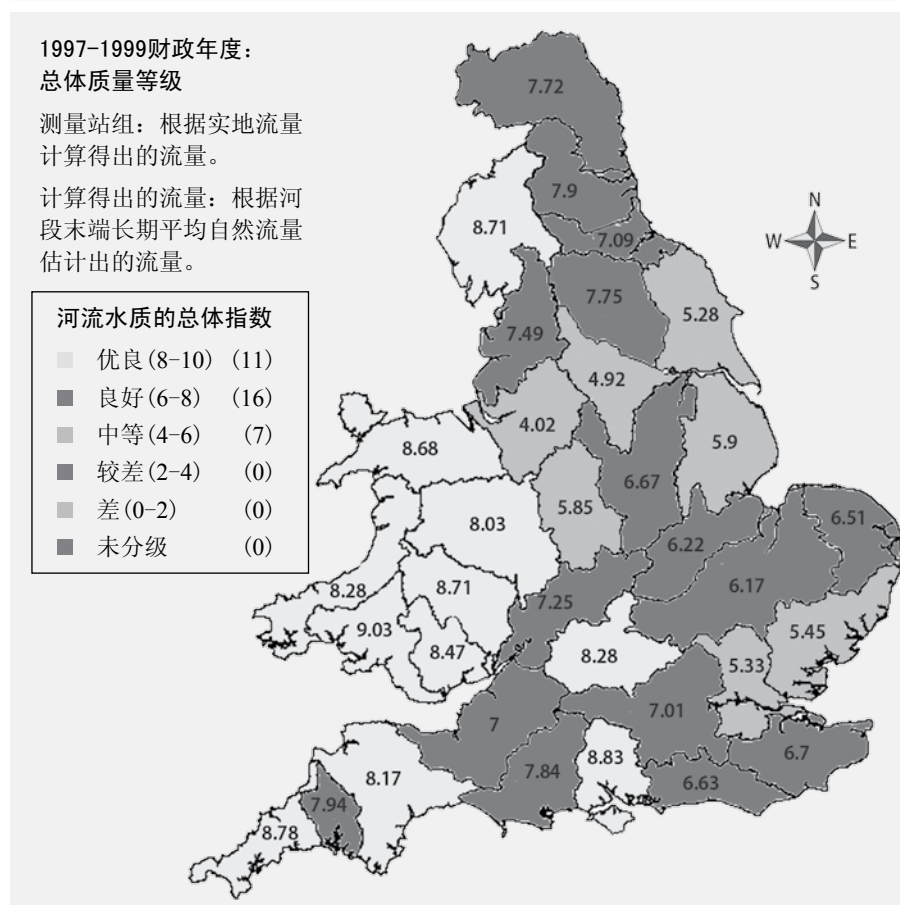 1997-1999财政年度：
总体质量等级
测量站组：根据实地流量
计算得出的流量。
计算得出的流量：根据河
段末端长期平均自然流量
估计出的流量。
河流水质的总体指数
优良(8-10) (11)
良好(6-8) (16)
中等(4-6) (7)
较差(2-4) (0)
差(0-2) (0)
未分级 (0)
N
W E
S
7.72
7.9
8.71
7.09
7.75
5.28
7.49
4.92
4.02
5.9
8.68
6.67
5.85
6.51
8.03
6.22
6.17
8.28
8.71
7.25
9.03
5.45
8.47
8.28
5.33
7
7.01
6.7
8.83
7.84
6.63
8.17
7.94
8.78